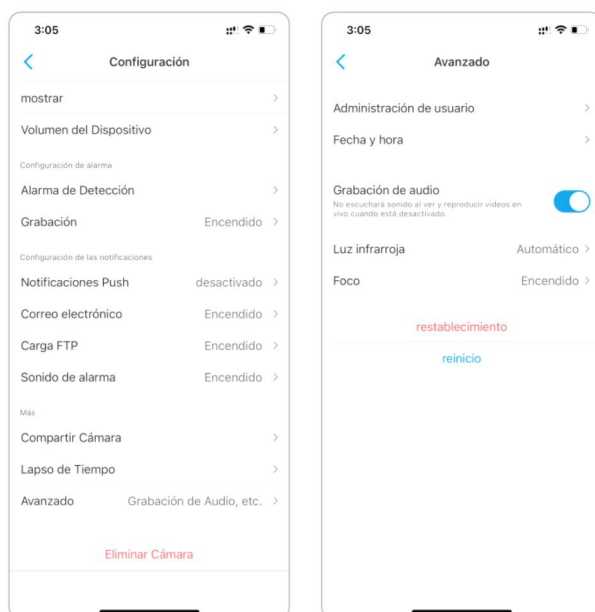 3:05
Configuración
mostrar
Volumen del Dispositivo
Configuración de alarma
Alarma de Detección
Grabación Encendido
Configuración de las notificaciones
Notificaciones Push desactivado
Correo electrónico Encendido
Carga FTP Encendido
Sonido de alarma Encendido
Más
Compartir Cámara
Lapso de Tiempo
Avanzado Grabación de Audio, etc.
Eliminar Cámara
3:05
Avanzado
Administración de usuario
Fecha y hora
Grabación de audio
No escuchará sonido al ver y reproducir videos en
vivo cuando está desactivado.
Luz infrarroja Automático
Foco Encendido
restablecimiento
reinicio